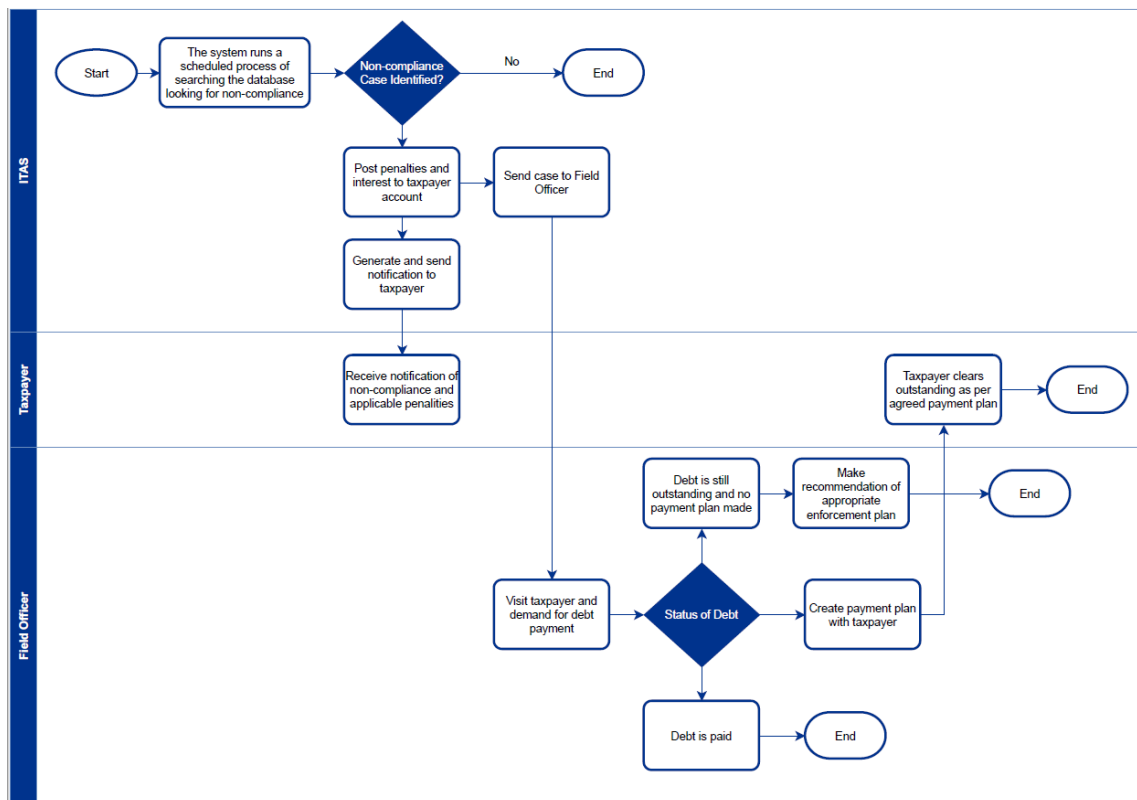 ITAS
Start
The system runs a
scheduled process of
searching the database
looking for non-compliance
Non-compliance
Case Identified?
No
End
Post penalties and
interest to taxpayer
account
Send case to Field
Officer
Generate and send
notification to
taxpayer
Taxpayer
Receive notification of
non-compliance and
applicable penalities
Taxpayer clears
outstanding as per
agreed payment plan
End
Field Officer
Debt is still
outstanding and no
payment plan made
Make
recommendation of
appropriate
enforcement plan
End
Visit taxpayer and
demand for debt
payment
Status of Debt
Create payment plan
with taxpayer
Debt is paid
End